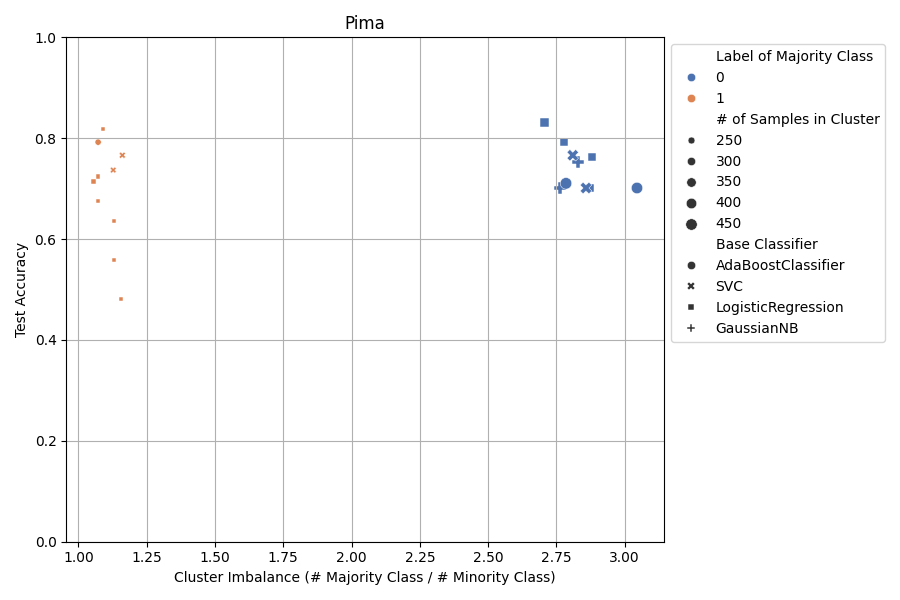 Pima
1.0
0.8
0.6
0.4
0.2
0.0
Test Accuracy
1.00 1.25 1.50 1.75 2.00 2.25 2.50 2.75 3.00
Cluster Imbalance (# Majority Class / # Minority Class)
Label of Majority Class
0
1
# of Samples in Cluster
250
300
350
400
450
Base Classifier
AdaBoostClassifier
SVC
LogisticRegression
GaussianNB